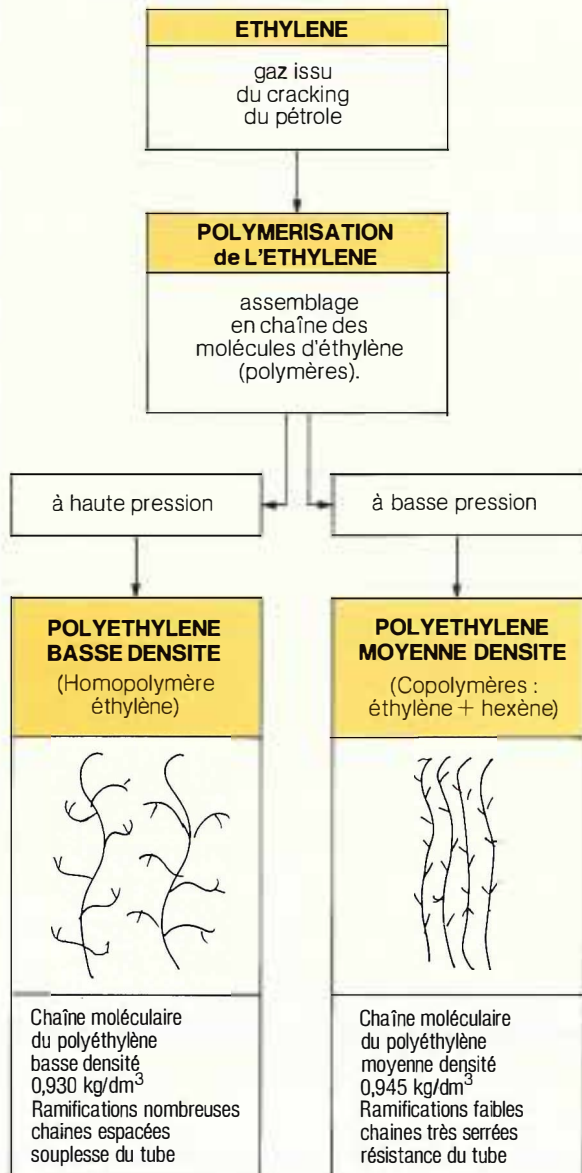 ETHYLENE
gaz issu
du cracking
du pétrole
POLYMERISATION
de L'ETHYLENE
assemblage
en chaîne des
molécules d'éthylène
(polymères).
à haute pression
à basse pression
POLYETHYLENE
BASSE DENSITE
(Homopolymère
éthylène)
Chaîne moléculaire
du polyéthylène
basse densité
0,930 kg/dm³
Ramifications nombreuses
chaines espacées
souplesse du tube
POLYETHYLENE
MOYENNE DENSITE
(Copolymères :
éthylène + hexène)
Chaîne moléculaire
du polyéthylène
moyenne densité
0,945 kg/dm³
Ramifications faibles
chaines très serrées
résistance du tube